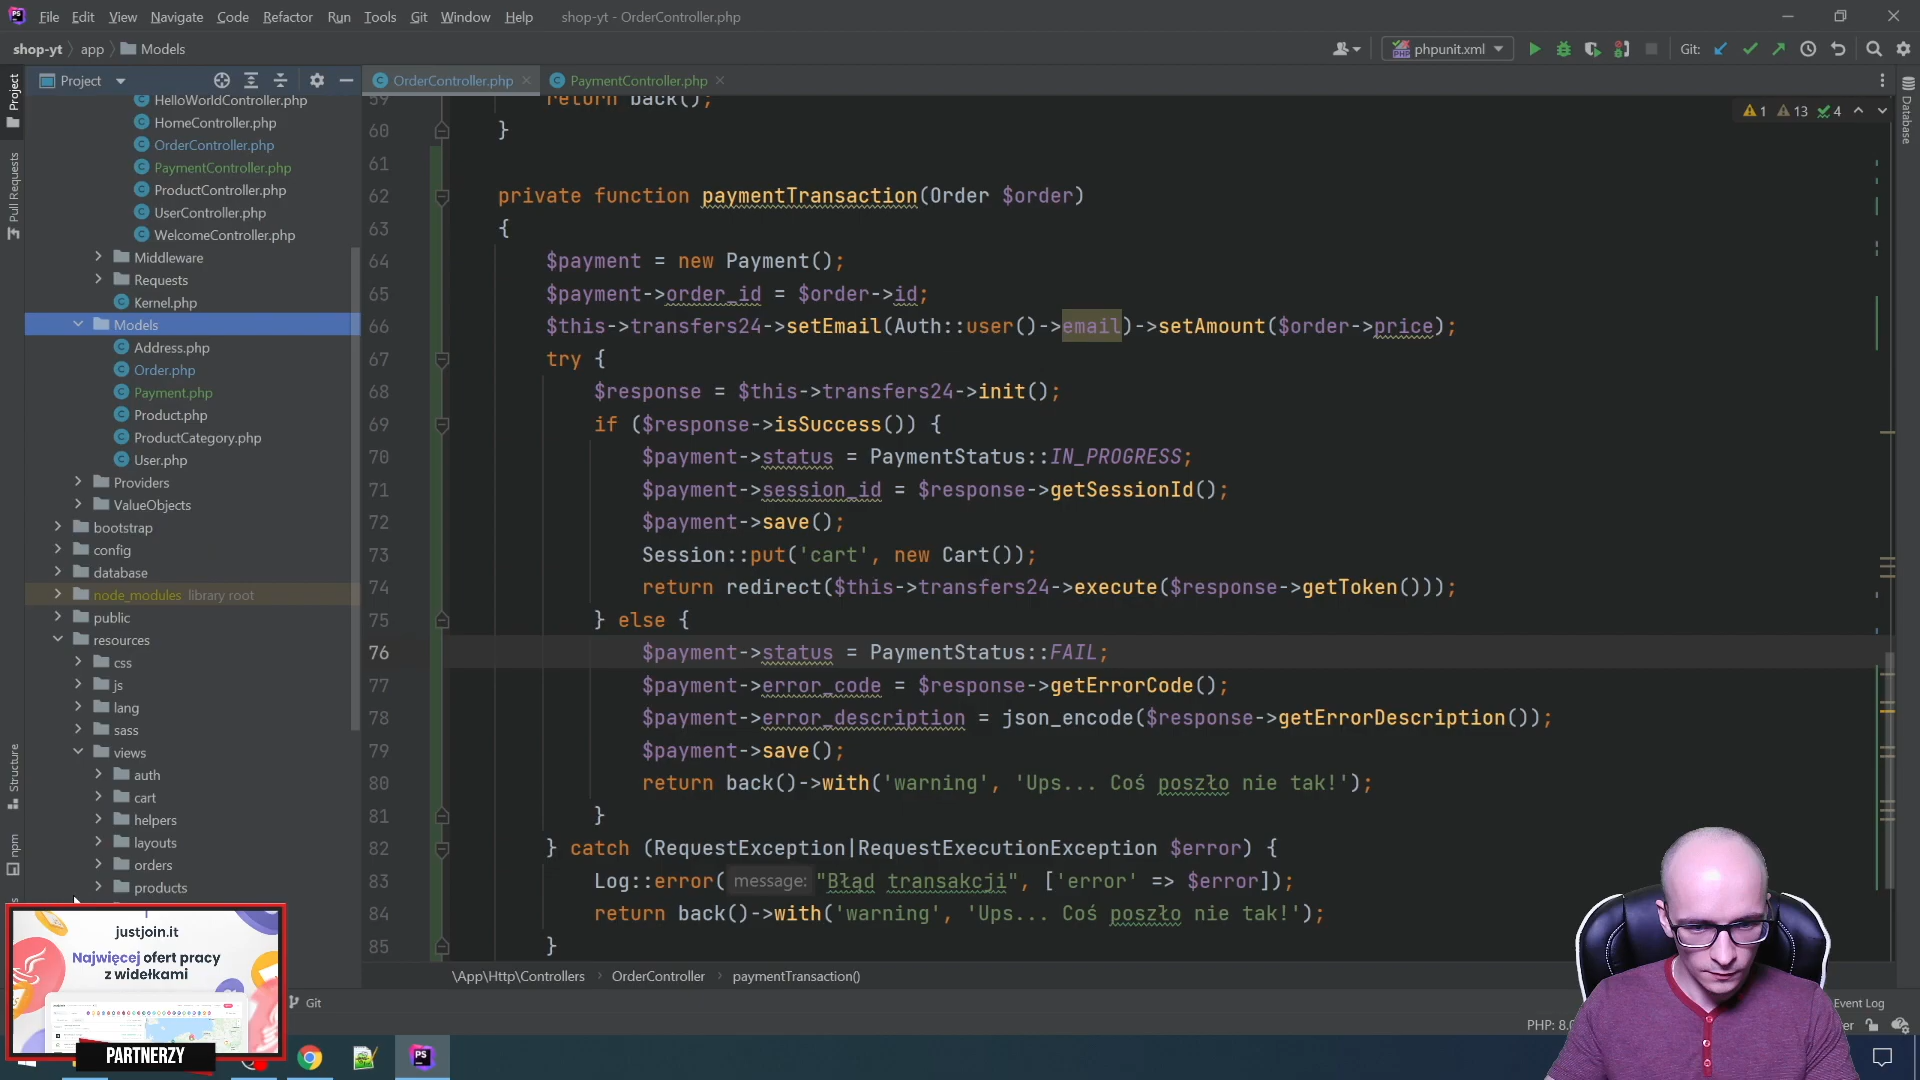 File Edit View Navigate Code Refactor Run Tools Git Window Help shop-yt - OrderController.php
shop-yt app Models
phpunit.xml Git:
Project
OrderController.php PaymentController.php
Project
Pull Requests
Structure
npm
HelloWorldController.php
HomeController.php
OrderController.php
PaymentController.php
ProductController.php
UserController.php
WelcomeController.php
Middleware
Requests
Kernel.php
Models
Address.php
Order.php
Payment.php
Product.php
ProductCategory.php
User.php
Providers
ValueObjects
bootstrap
config
database
node_modules library root
public
resources
css
js
lang
sass
views
auth
cart
helpers
layouts
orders
products
1 13 4
Database
59 return back();
60 }
61
62 private function paymentTransaction(Order $order)
63 {
64 $payment = new Payment();
65 $payment->order_id = $order->id;
66 $this->transfers24->setEmail(Auth::user()->email)->setAmount($order->price);
67 try {
68 $response = $this->transfers24->init();
69 if ($response->isSuccess()) {
70 $payment->status = PaymentStatus::IN_PROGRESS;
71 $payment->session_id = $response->getSessionId();
72 $payment->save();
73 Session::put('cart', new Cart());
74 return redirect($this->transfers24->execute($response->getToken()));
75 } else {
76 $payment->status = PaymentStatus::FAIL;
77 $payment->error_code = $response->getErrorCode();
78 $payment->error_description = json_encode($response->getErrorDescription());
79 $payment->save();
80 return back()->with('warning', 'Ups... Coś poszło nie tak!');
81 }
82 } catch (RequestException|RequestExecutionException $error) {
83 Log::error( message: "Błąd transakcji", ['error' => $error]);
84 return back()->with('warning', 'Ups... Coś poszło nie tak!');
85 }
\App\Http\Controllers OrderController paymentTransaction()
Git
Event Log
PHP: 8.0
justjoin.it
Najwięcej ofert pracy
z widełkami
PARTNERZY
PS